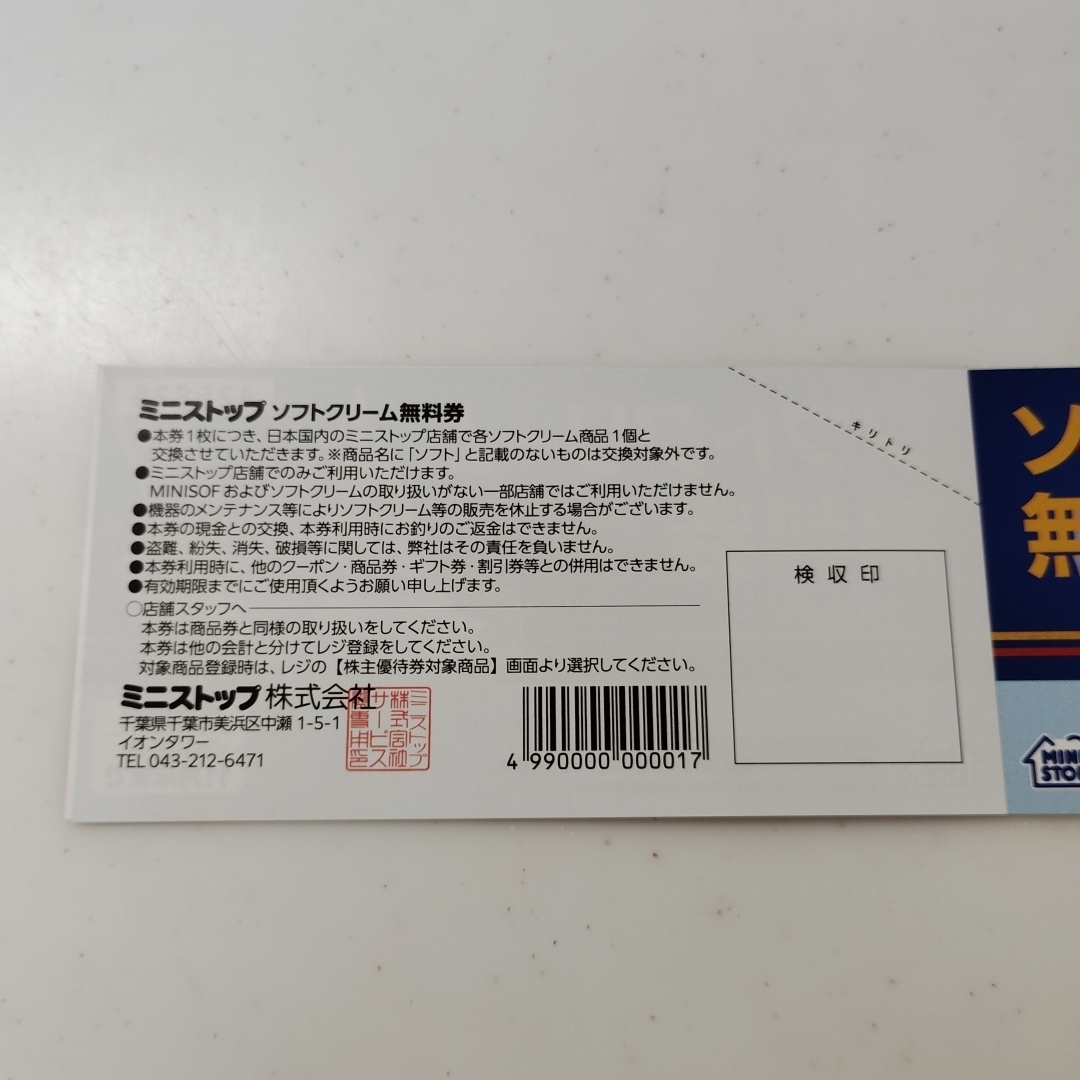 ミニストップ ソフトクリーム無料券
●本券1枚につき、日本国内のミニストップ店舗で各ソフトクリーム商品1個と
交換させていただきます。※商品名に「ソフト」と記載のないものは交換対象外です。
●ミニストップ店舗でのみご利用いただけます。
MINISOFおよびソフトクリームの取り扱いがない一部店舗ではご利用いただけません。
●機器のメンテナンス等によりソフトクリーム等の販売を休止する場合がございます。
●本券の現金との交換、本券利用時にお釣りのご返金はできません。
●盗難、紛失、消失、破損等に関しては、弊社はその責任を負いません。
●本券利用時に、他のクーポン・商品券・ギフト券・割引券等との併用はできません。
●有効期限までにご使用頂くようお願い申し上げます。
○店舗スタッフへ
本券は商品券と同様の取り扱いをしてください。
本券は他の会計と分けてレジ登録をしてください。
対象商品登録時は、レジの【株主優待券対象商品】画面より選択してください。
ミニストップ 株式会社
千葉県千葉市美浜区中瀬 1-5-1
イオンタワー
TEL 043-212-6471
4 990000 000017
検収印
キリトリ
ソ
無
MINI
STO